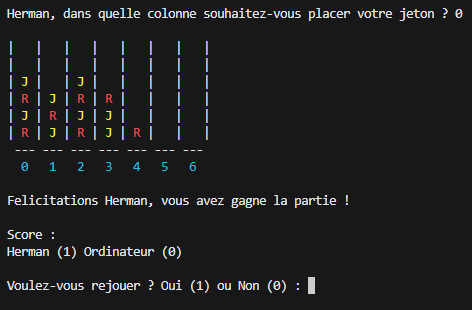 Herman, dans quelle colonne souhaitez-vous placer votre jeton ? 0
|   |   |   |   |   |   |   |
|   |   |   |   |   |   |   |
| J |   | J |   |   |   |   |
| R | J | R | R |   |   |   |
| J | R | J | J |   |   |   |
| R | J | R | J | R |   |   |
 --- --- --- --- --- --- ---
  0   1   2   3   4   5   6
Felicitations Herman, vous avez gagne la partie !
Score :
Herman (1) Ordinateur (0)
Voulez-vous rejouer ? Oui (1) ou Non (0) :